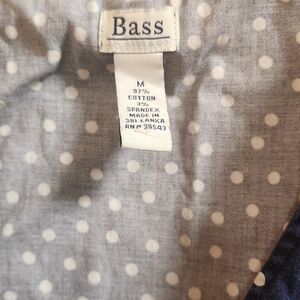 Bass
M
97%
COTTON
3%
SPANDEX
MADE IN
SRI LANKA
RN# 39543